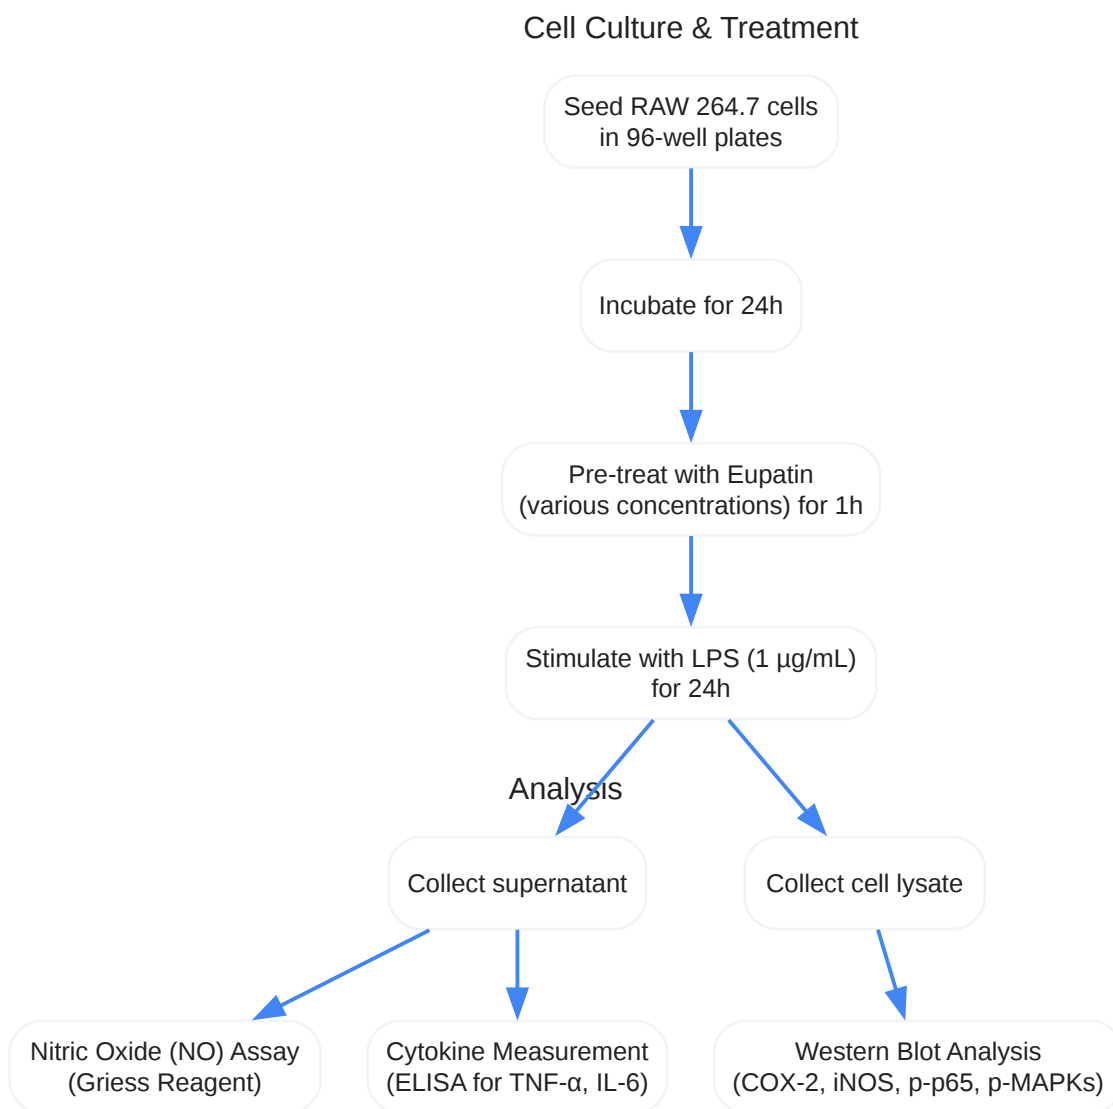 Cell Culture & Treatment
Seed RAW 264.7 cells
in 96-well plates
Incubate for 24h
Pre-treat with Eupatin
(various concentrations) for 1h
Stimulate with LPS (1 µg/mL)
for 24h
Analysis
Collect supernatant
Collect cell lysate
Nitric Oxide (NO) Assay
(Griess Reagent)
Cytokine Measurement
(ELISA for TNF-α, IL-6)
Western Blot Analysis
(COX-2, iNOS, p-p65, p-MAPKs)